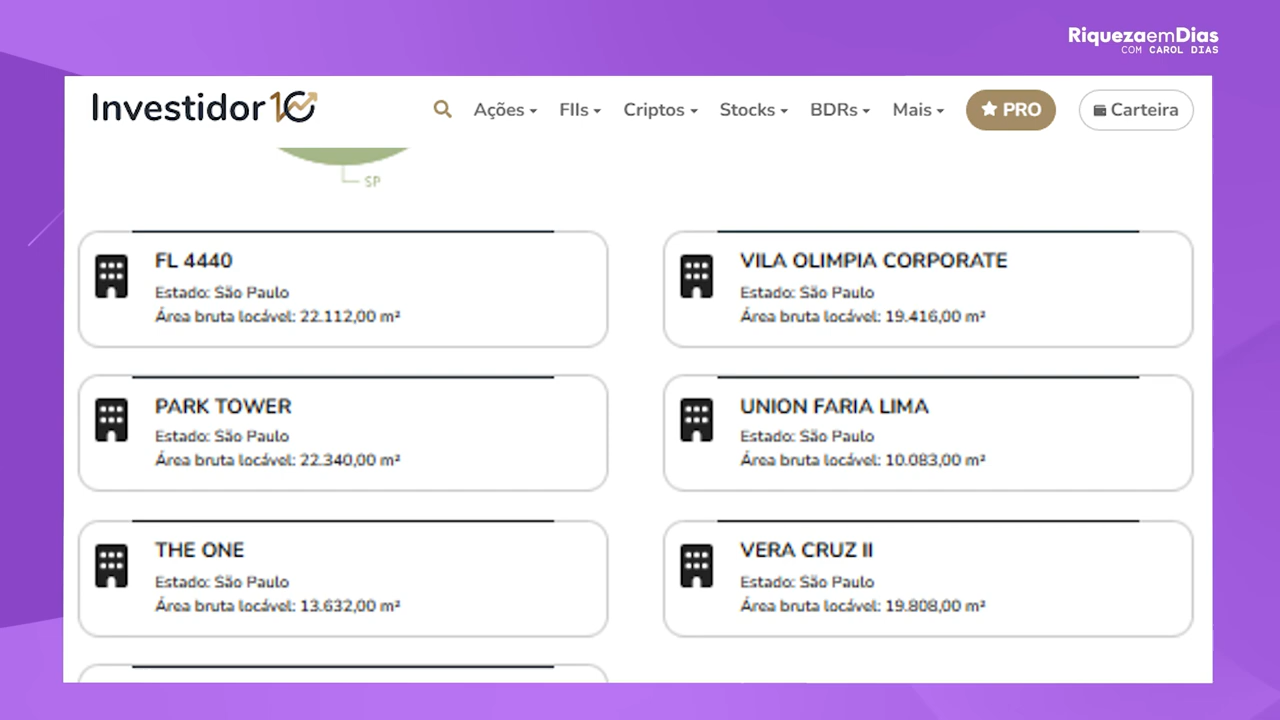 RiquezaemDias
COM CAROL DIAS
Investidor10
Ações
FIIs
Criptos
Stocks
BDRs
Mais
PRO
Carteira
SP
FL 4440
Estado: São Paulo
Área bruta locável: 22.112,00 m²
VILA OLIMPIA CORPORATE
Estado: São Paulo
Área bruta locável: 19.416,00 m²
PARK TOWER
Estado: São Paulo
Área bruta locável: 22.340,00 m²
UNION FARIA LIMA
Estado: São Paulo
Área bruta locável: 10.083,00 m²
THE ONE
Estado: São Paulo
Área bruta locável: 13.632,00 m²
VERA CRUZ II
Estado: São Paulo
Área bruta locável: 19.808,00 m²